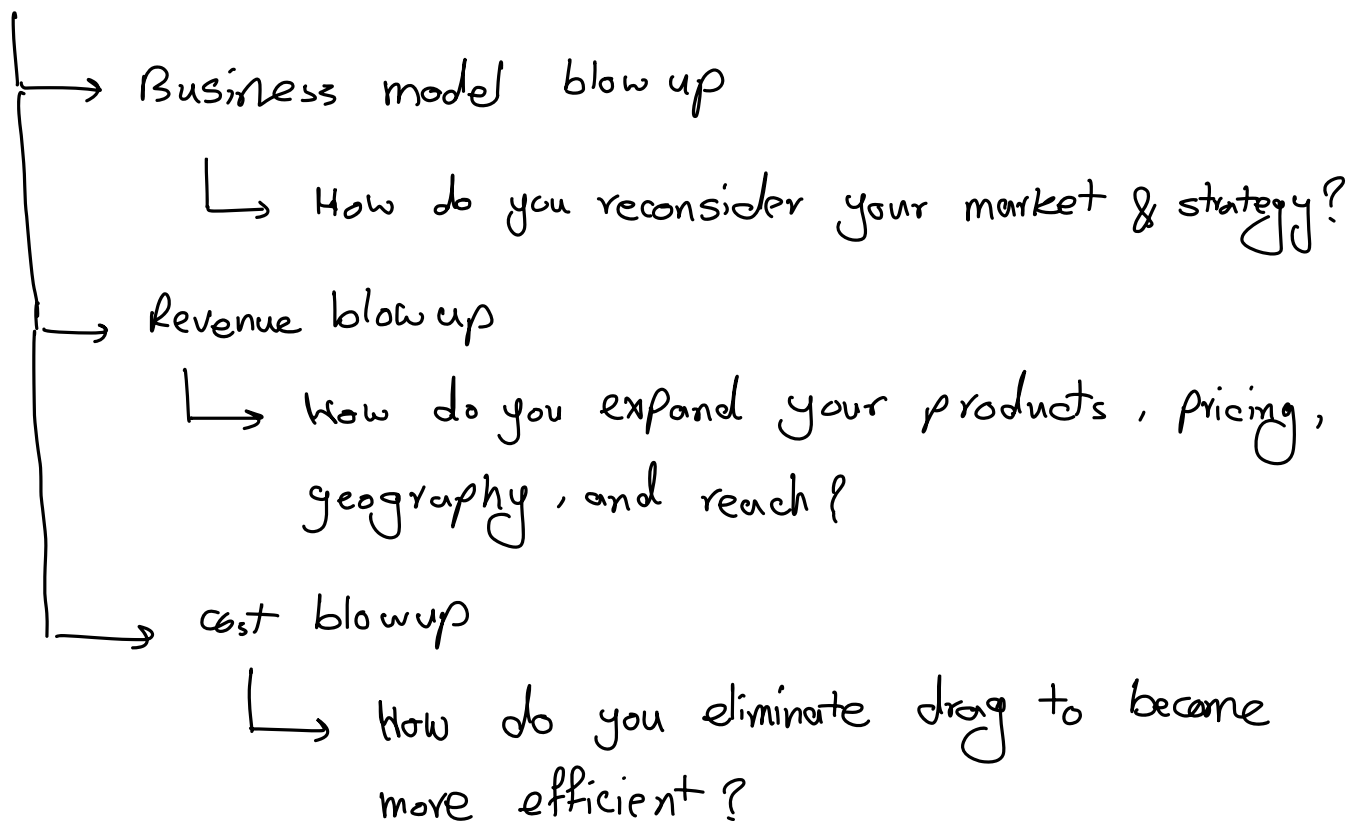 Business model blow up
How do you reconsider your market & strategy?
Revenue blow up
How do you expand your products, pricing,
geography, and reach?
cost blowup
How do you eliminate drag to become
more efficient?